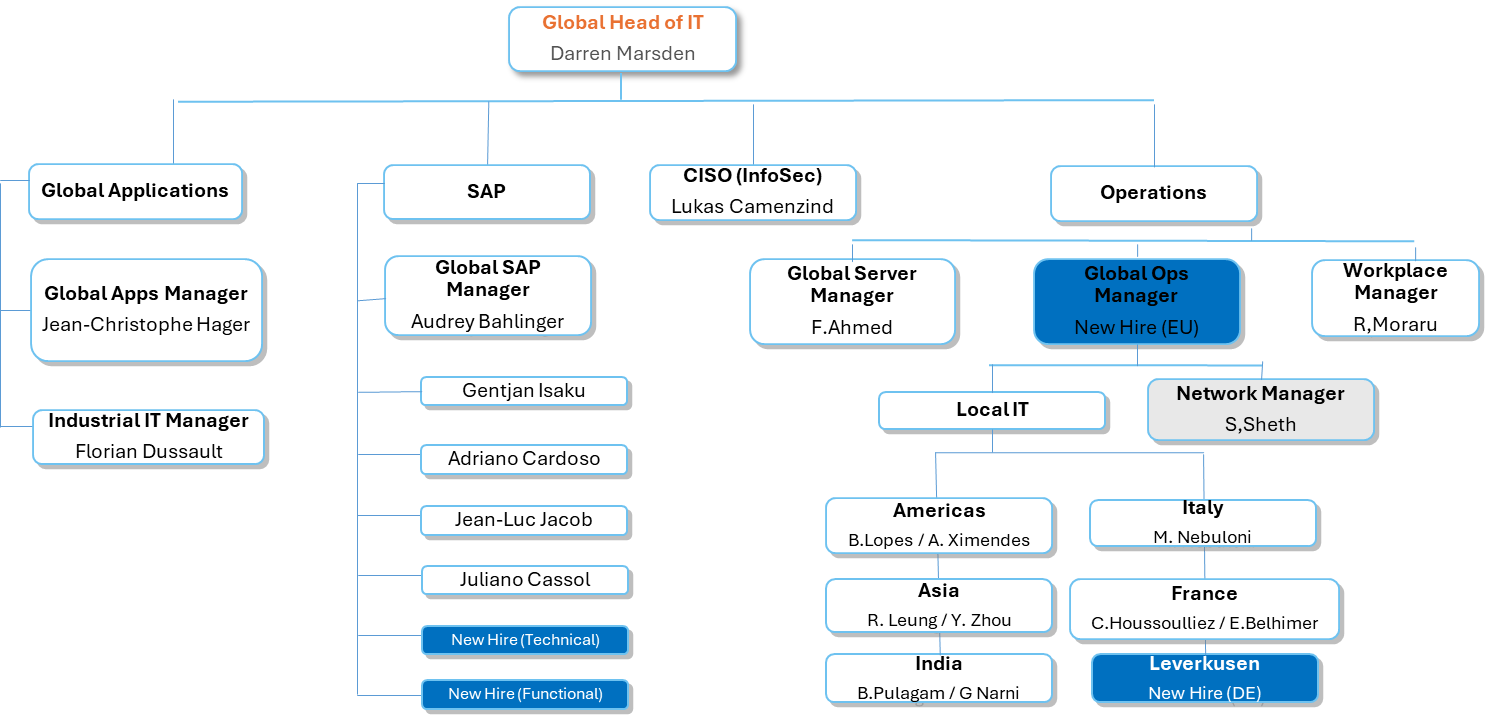 Global Head of IT
Darren Marsden
Global Applications
SAP
CISO (InfoSec)
Lukas Camenzind
Operations
Global Apps Manager
Jean-Christophe Hager
Industrial IT Manager
Florian Dussault
Global SAP
Manager
Audrey Bahlinger
Gentjan Isaku
Adriano Cardoso
Jean-Luc Jacob
Juliano Cassol
New Hire (Technical)
New Hire (Functional)
Global Server
Manager
F.Ahmed
Global Ops
Manager
New Hire (EU)
Workplace
Manager
R,Moraru
Local IT
Network Manager
S,Sheth
Americas
B.Lopes / A. Ximendes
Asia
R. Leung / Y. Zhou
India
B.Pulagam / G Narni
Italy
M. Nebuloni
France
C.Houssoulliez / E.Belhimer
Leverkusen
New Hire (DE)